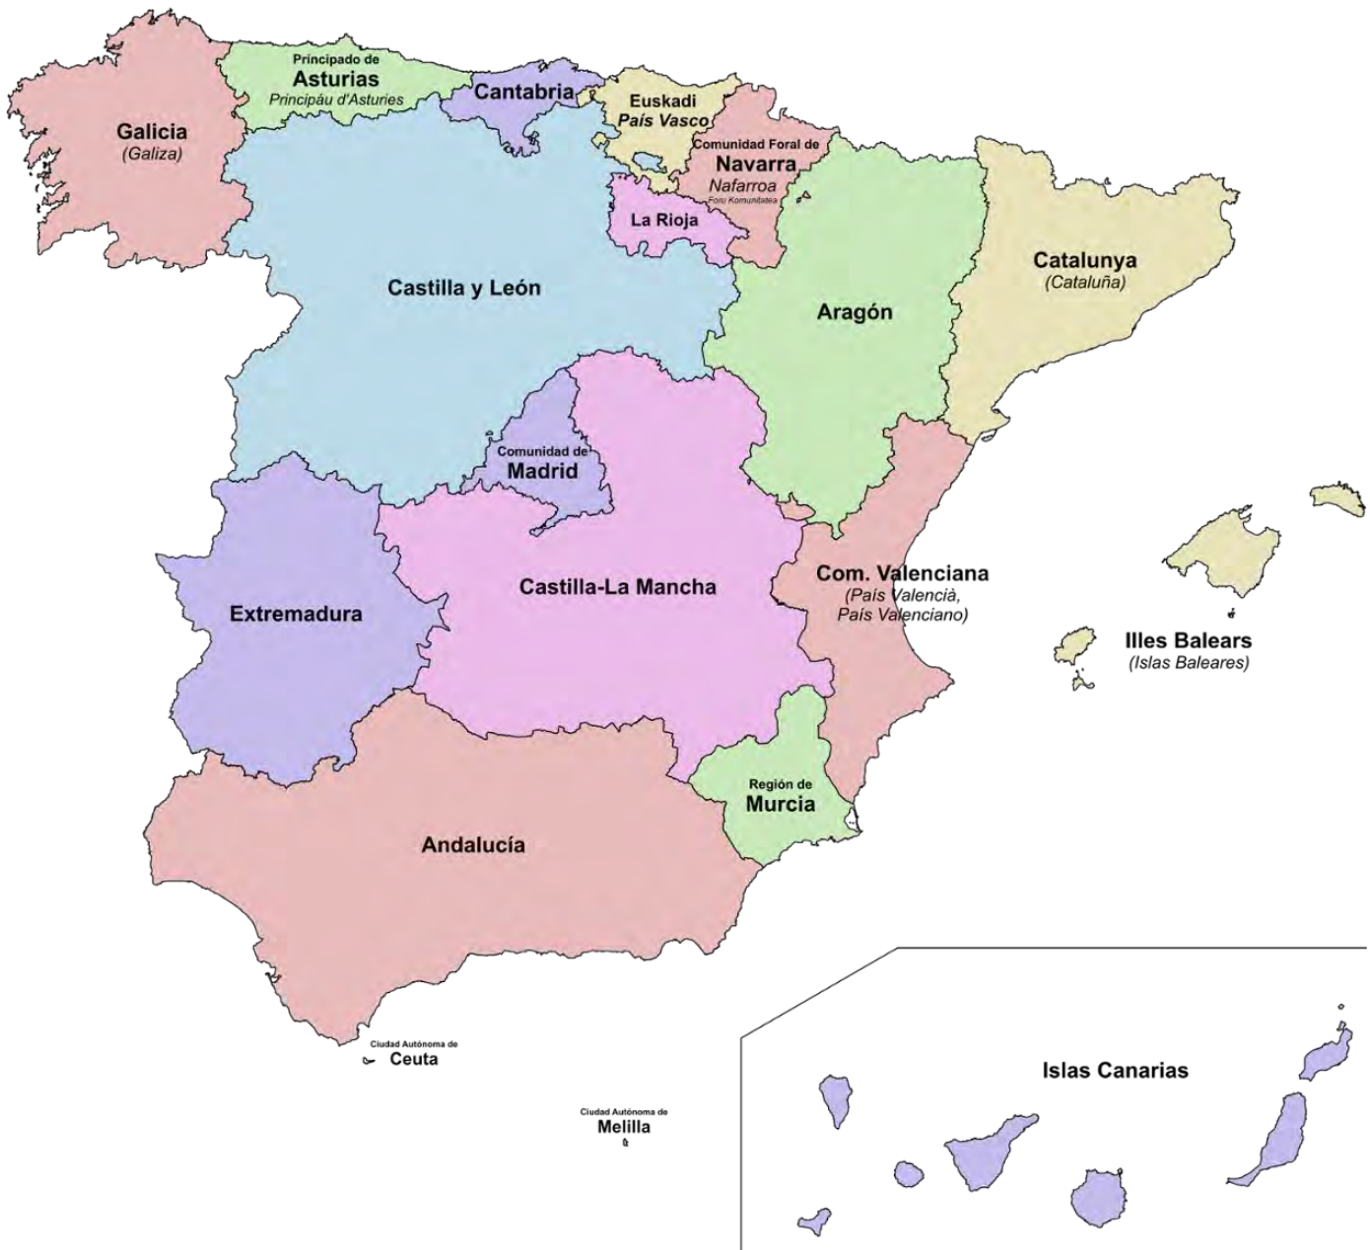 Principado de
Asturias
Principáu d'Asturies
Cantabria
Euskadi
País Vasco
Galicia
(Galiza)
Comunidad Foral de
Navarra
Nafarroa
Foru Komunitatea
La Rioja
Catalunya
(Cataluña)
Castilla y León
Aragón
Comunidad de
Madrid
Com. Valenciana
(País Valencià,
País Valenciano)
Castilla-La Mancha
Extremadura
Illes Balears
(Islas Baleares)
Región de
Murcia
Andalucía
Ciudad Autónoma de
Ceuta
Islas Canarias
Ciudad Autónoma de
Melilla